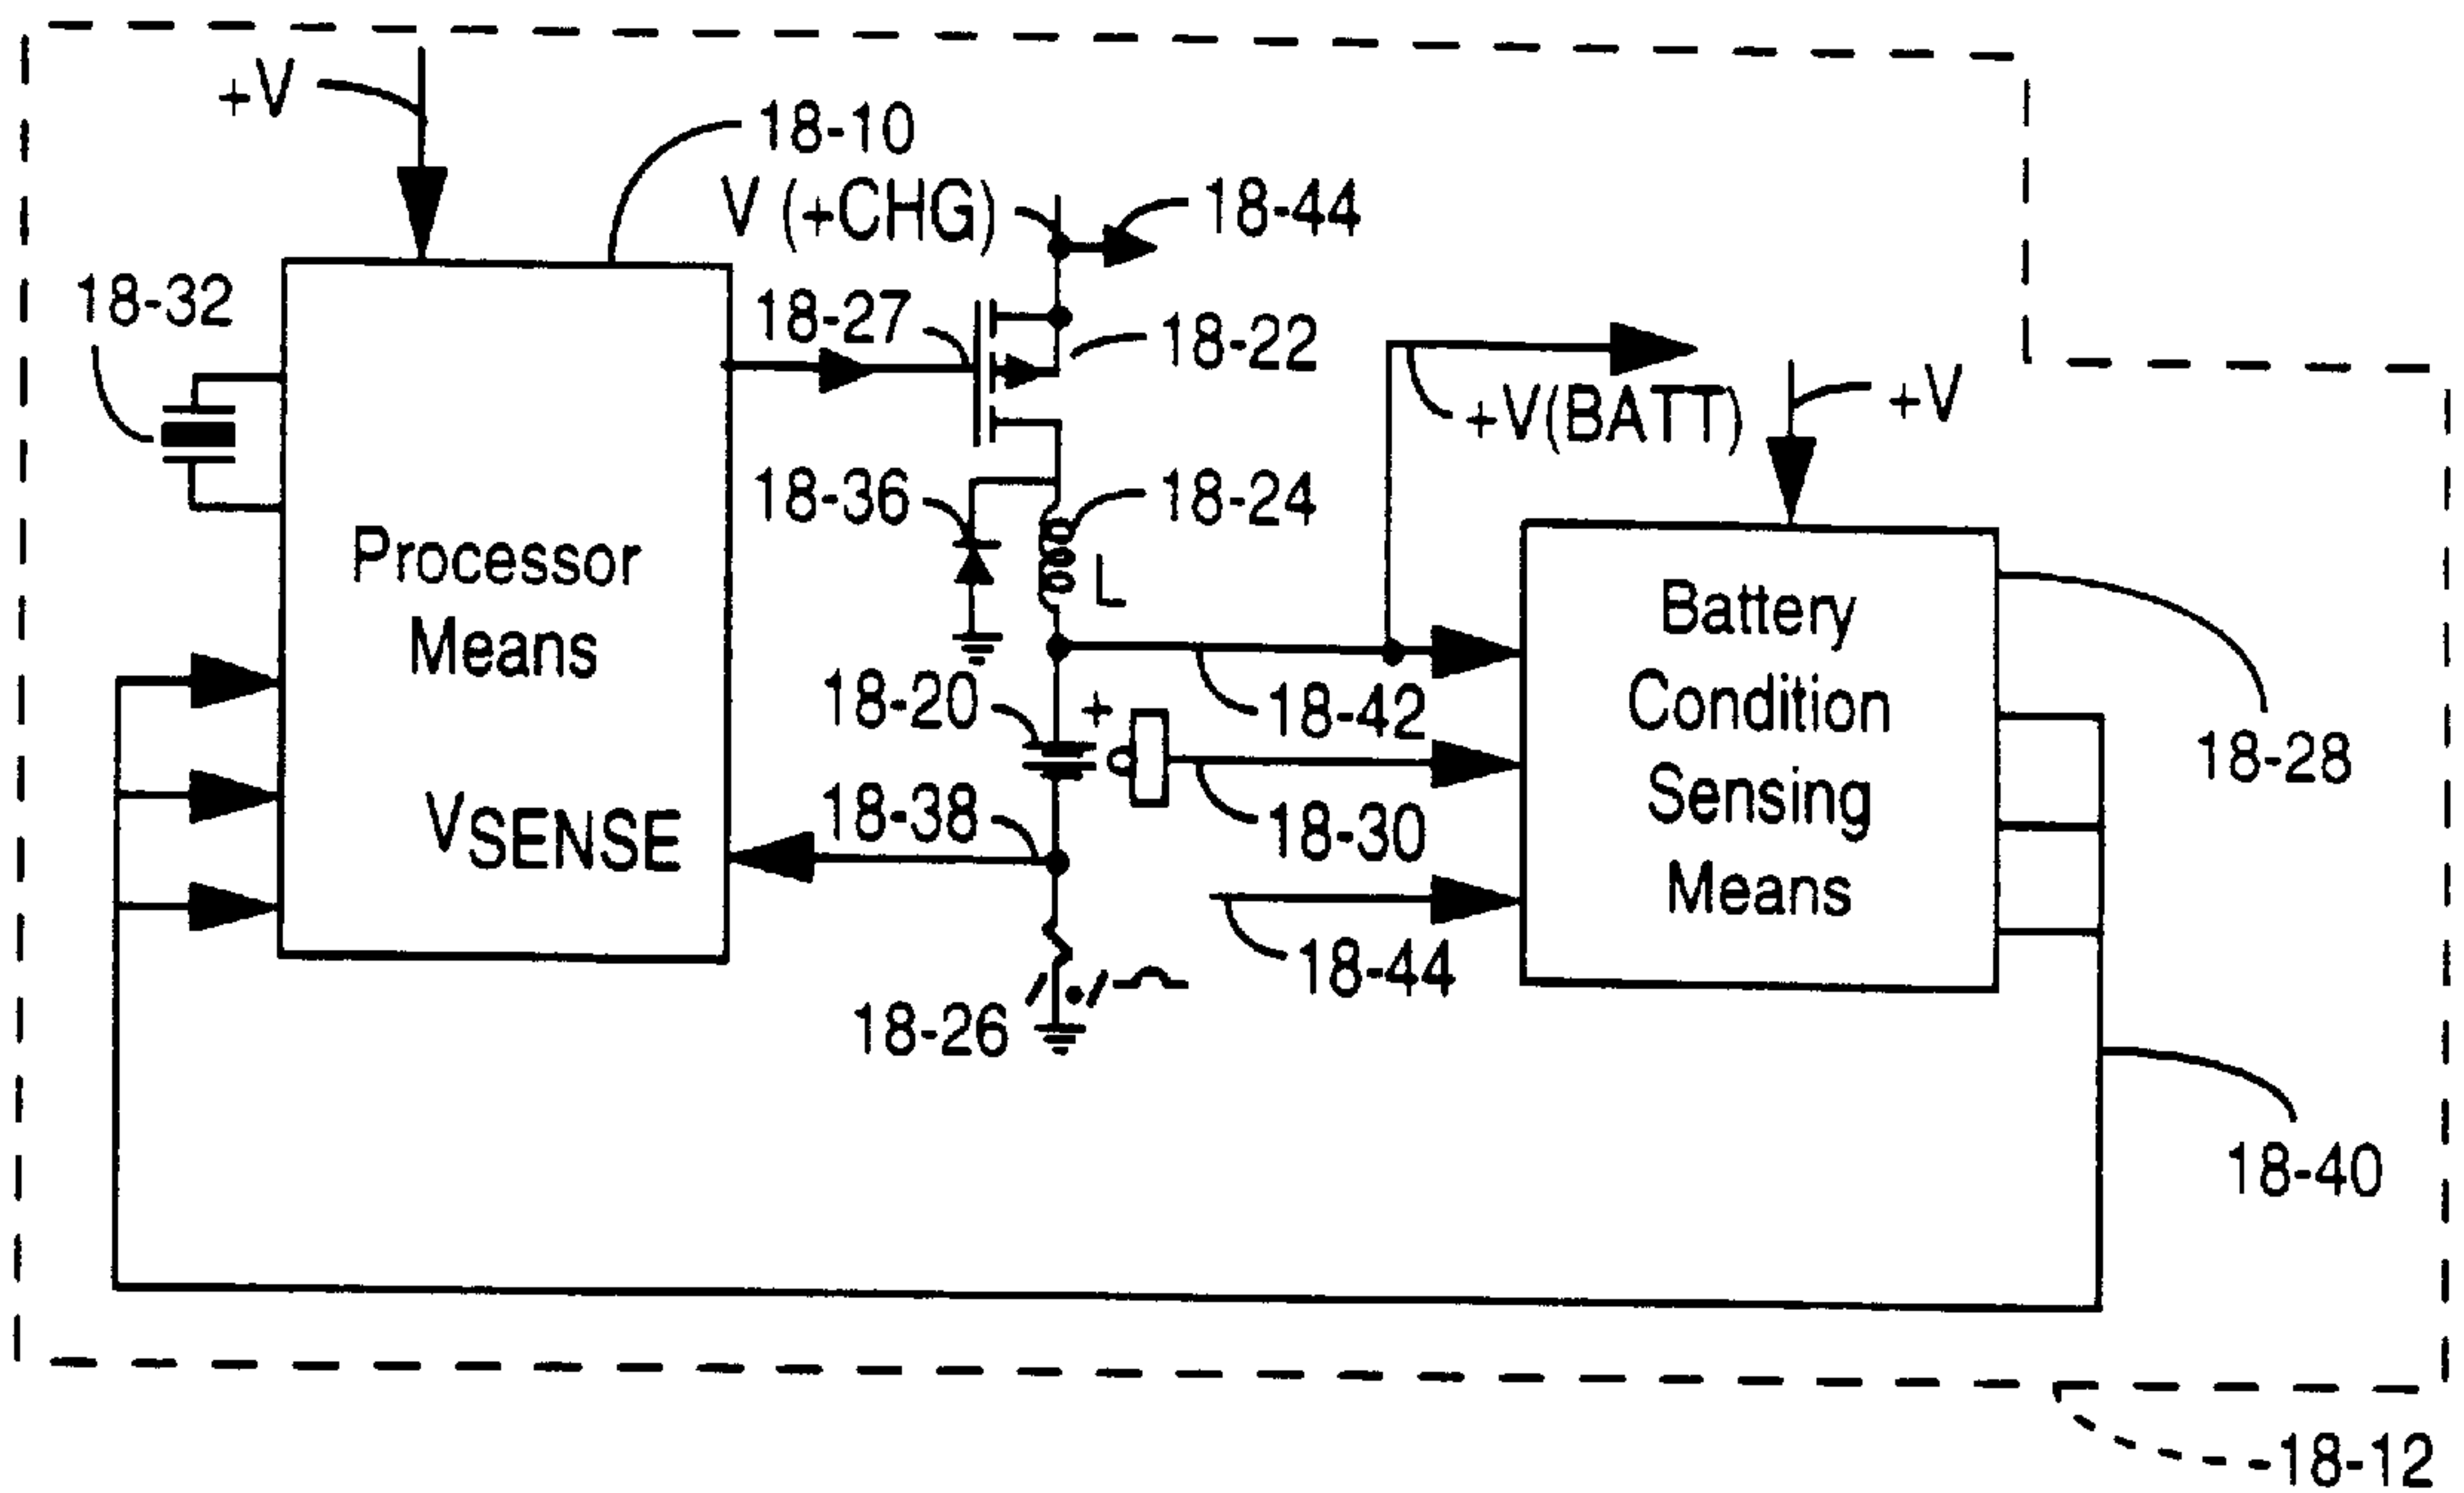 +V
18-10
V (+CHG)
18-44
18-32
18-27
18-22
+V(BATT)
+V
18-36
18-24
L
Processor
Means
VSENSE
Battery
Condition
Sensing
Means
18-20
+
18-42
18-28
18-38
18-30
18-44
18-26
18-40
18-12